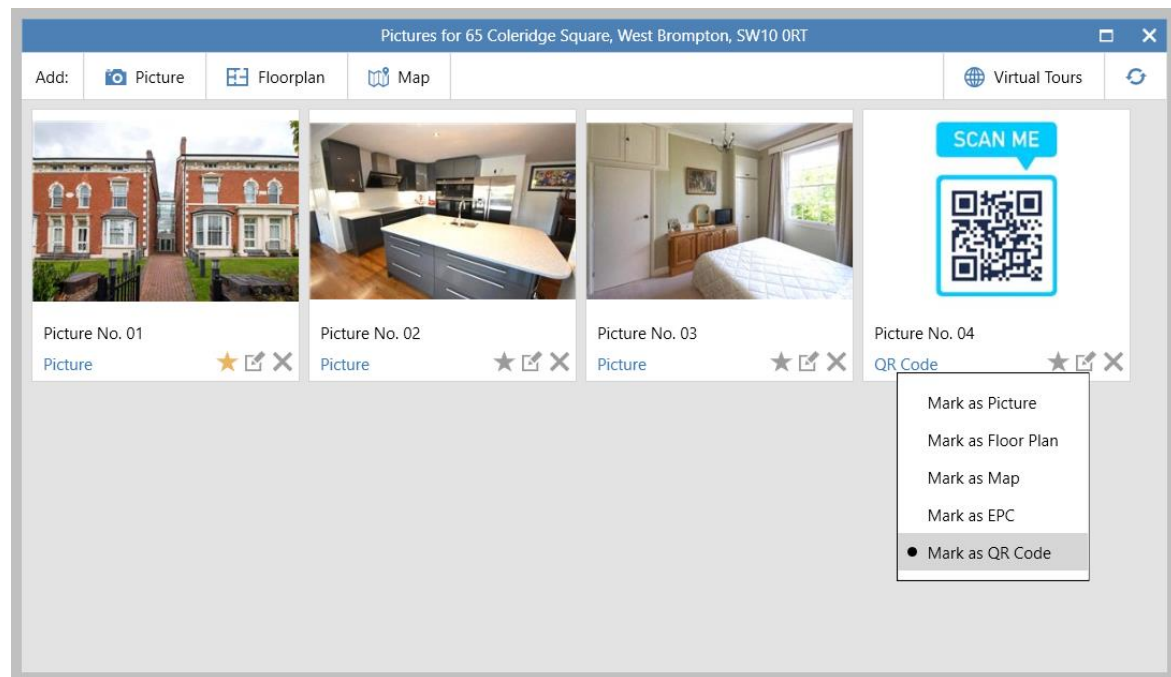 Pictures for 65 Coleridge Square, West Brompton, SW10 0RT
Add: Picture Floorplan Map Virtual Tours
SCAN ME
Picture No. 01
Picture
Picture No. 02
Picture
Picture No. 03
Picture
Picture No. 04
QR Code
Mark as Picture
Mark as Floor Plan
Mark as Map
Mark as EPC
Mark as QR Code